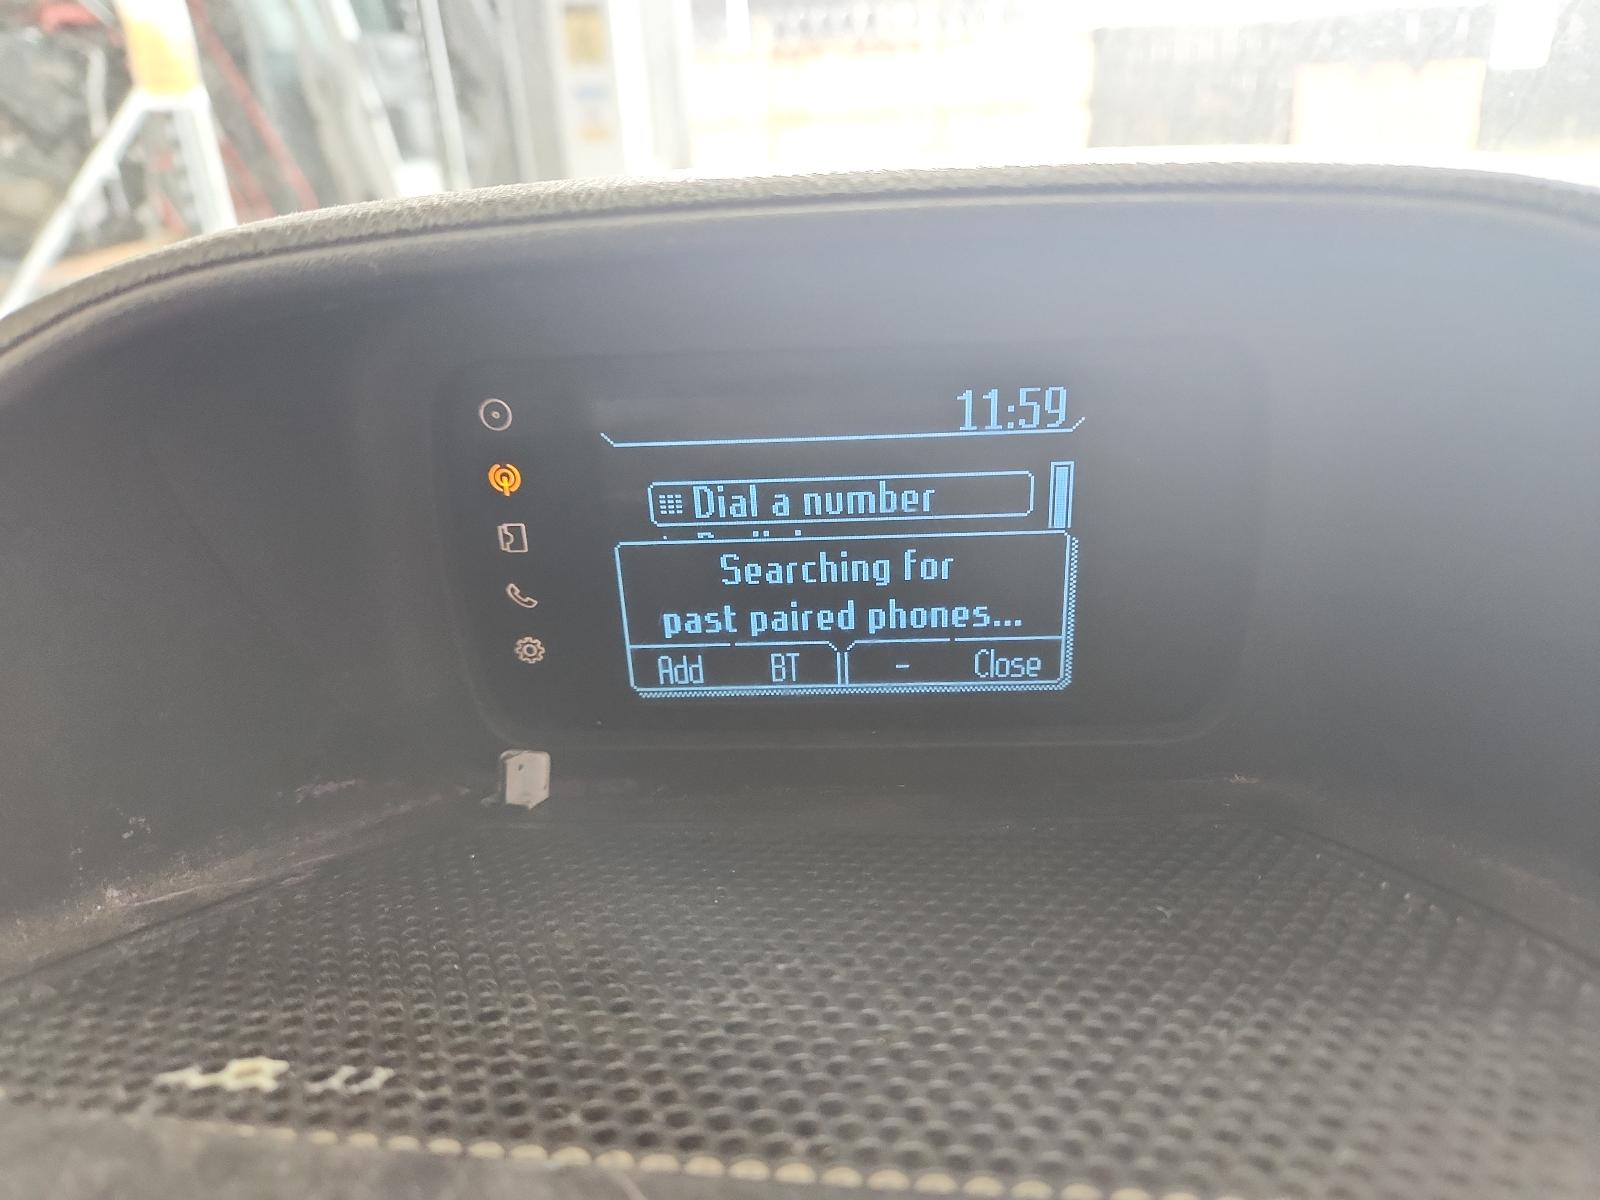 11:59
Dial a number
Searching for
past paired phones...
Add BT - Close